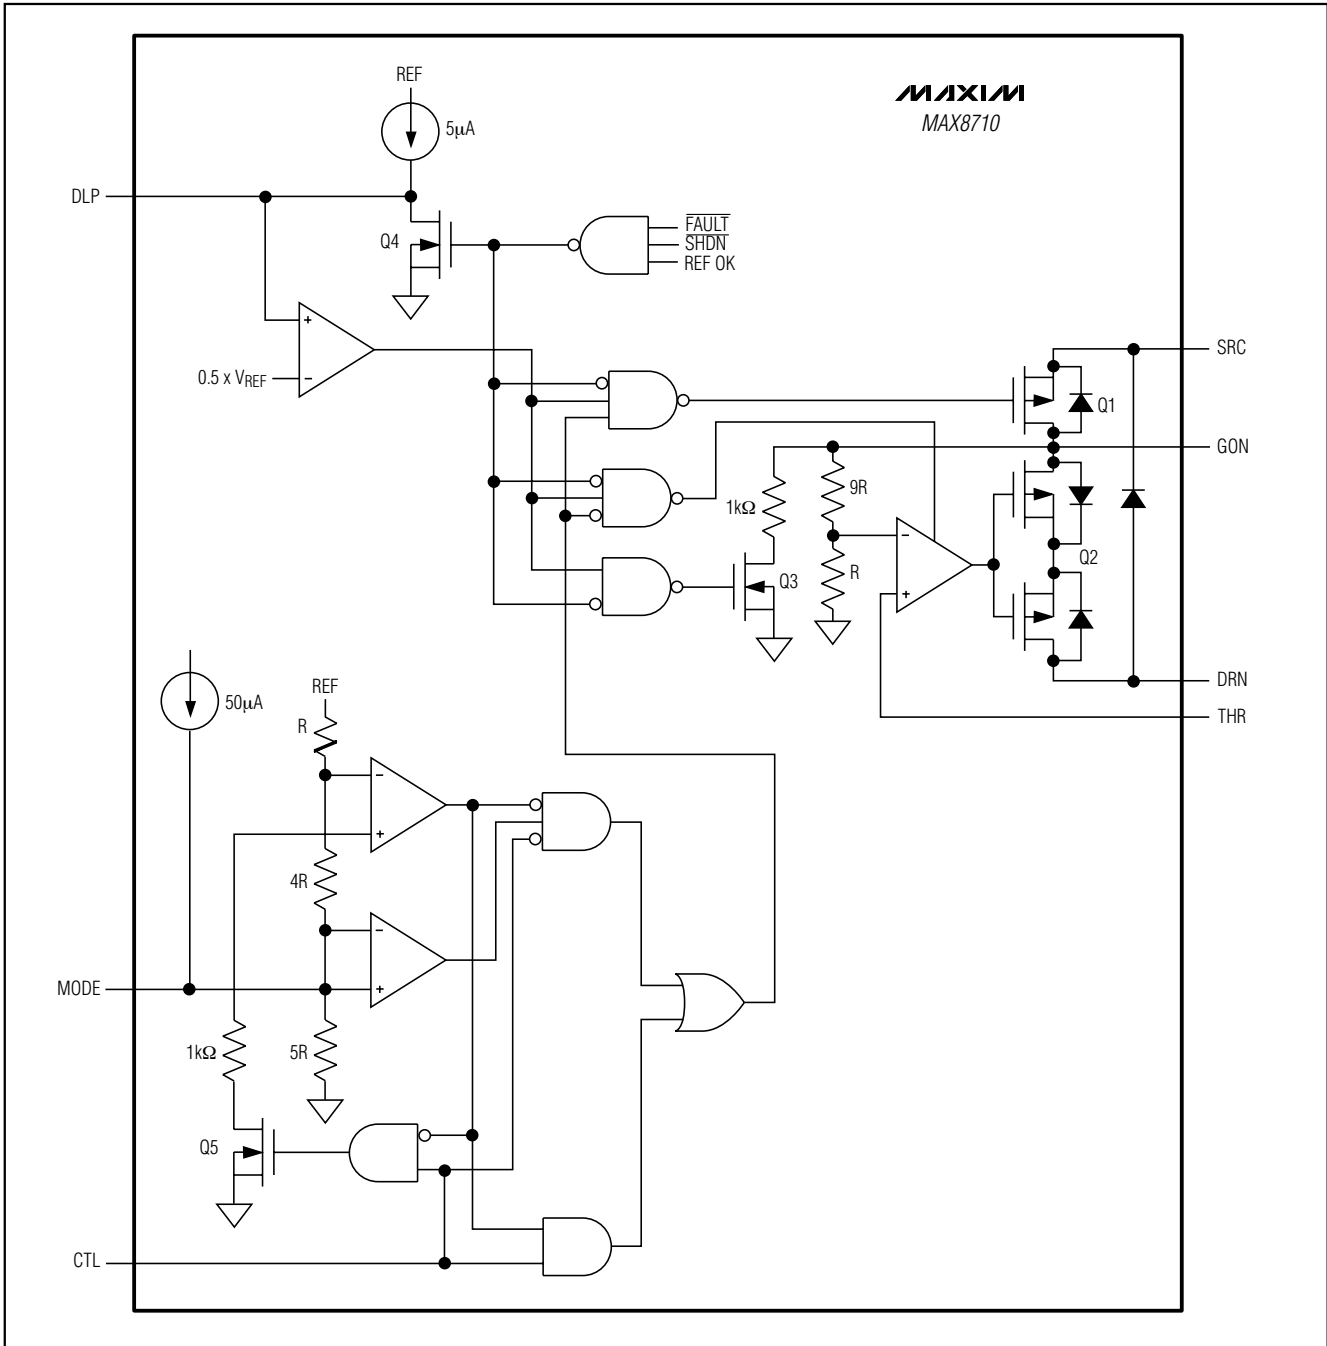 REF
MAXIM
MAX8710
5µA
DLP
Q4
FAULT
SHDN
REF OK
+
0.5 x VREF
−
SRC
Q1
GON
9R
1kΩ
−
Q2
Q3
R
+
DRN
THR
REF
50µA
R
−
+
4R
−
MODE
+
1kΩ
5R
Q5
CTL